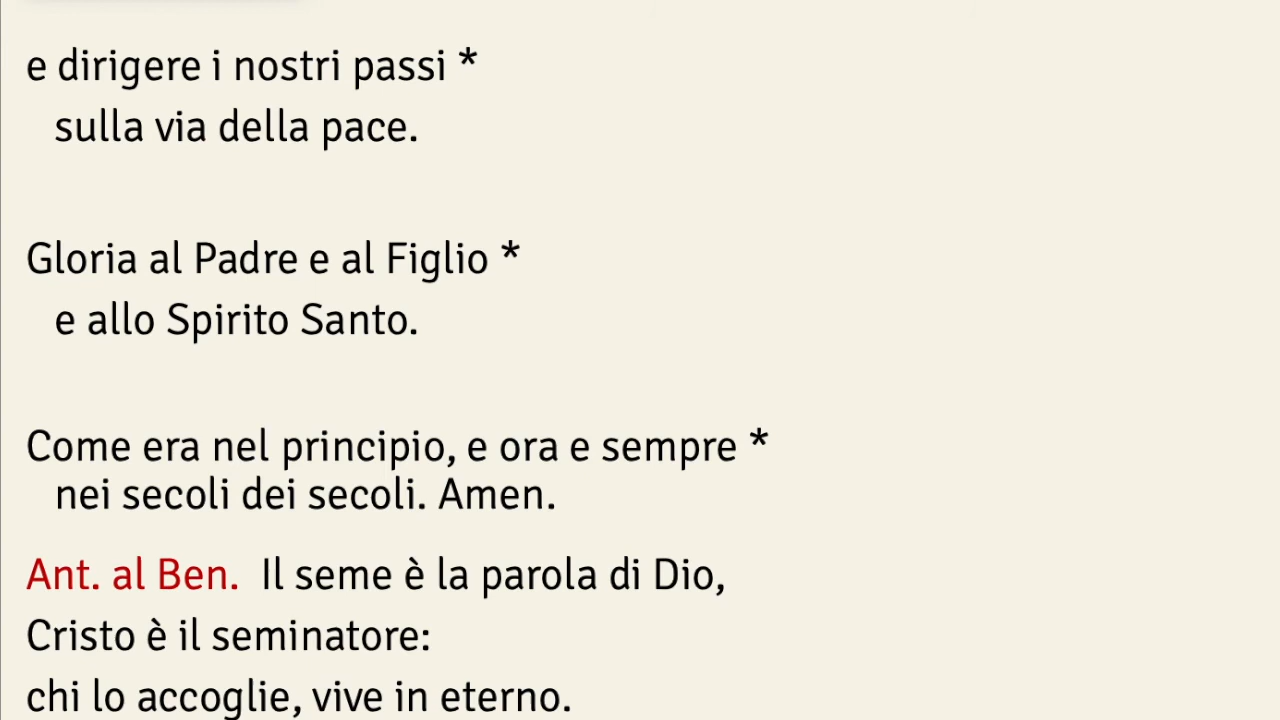 e dirigere i nostri passi *
sulla via della pace.
Gloria al Padre e al Figlio *
e allo Spirito Santo.
Come era nel principio, e ora e sempre *
nei secoli dei secoli. Amen.
Ant. al Ben. Il seme è la parola di Dio,
Cristo è il seminatore:
chi lo accoglie, vive in eterno.